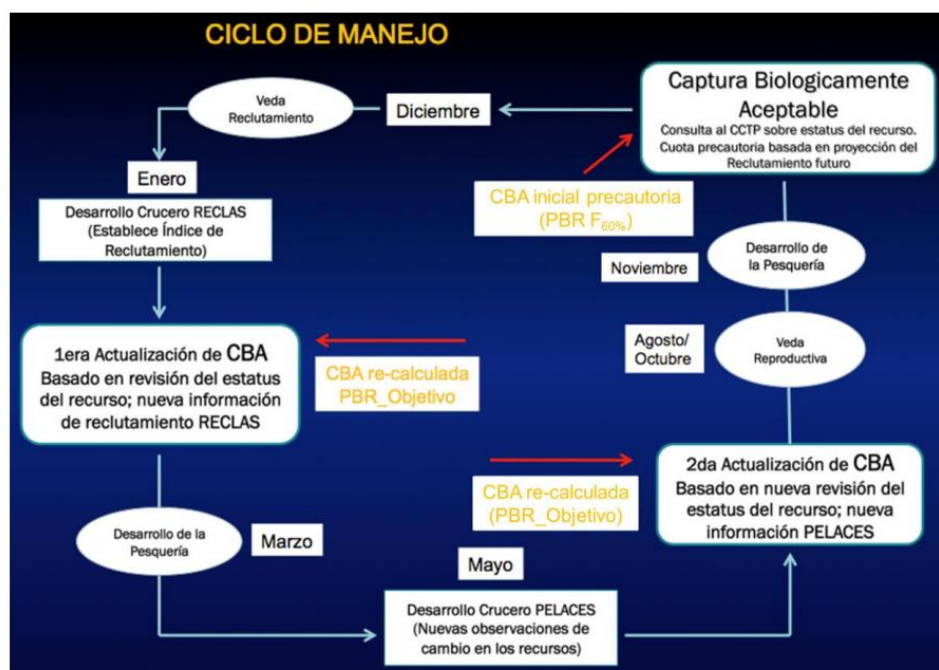 CICLO DE MANEJO
Captura Biologicamente
Aceptable
Consulta al CCTP sobre estatus del recurso.
Cuota precautoria basada en proyección del
Reclutamiento futuro
Diciembre
Veda
Reclutamiento
Enero
Desarrollo Crucero RECLAS
(Establece Índice de
Reclutamiento)
CBA inicial precautoria
(PBR F60%)
Desarrollo de
la Pesquería
Noviembre
Agosto/
Octubre
Veda
Reproductiva
1era Actualización de CBA
Basado en revisión del estatus
del recurso; nueva información
de reclutamiento RECLAS
CBA re-calculada
PBR_Objetivo
CBA re-calculada
(PBR_Objetivo)
2da Actualización de CBA
Basado en nueva revisión del
estatus del recurso; nueva
información PELACES
Desarrollo de la
Pesquería
Marzo
Mayo
Desarrollo Crucero PELACES
(Nuevas observaciones de
cambio en los recursos)